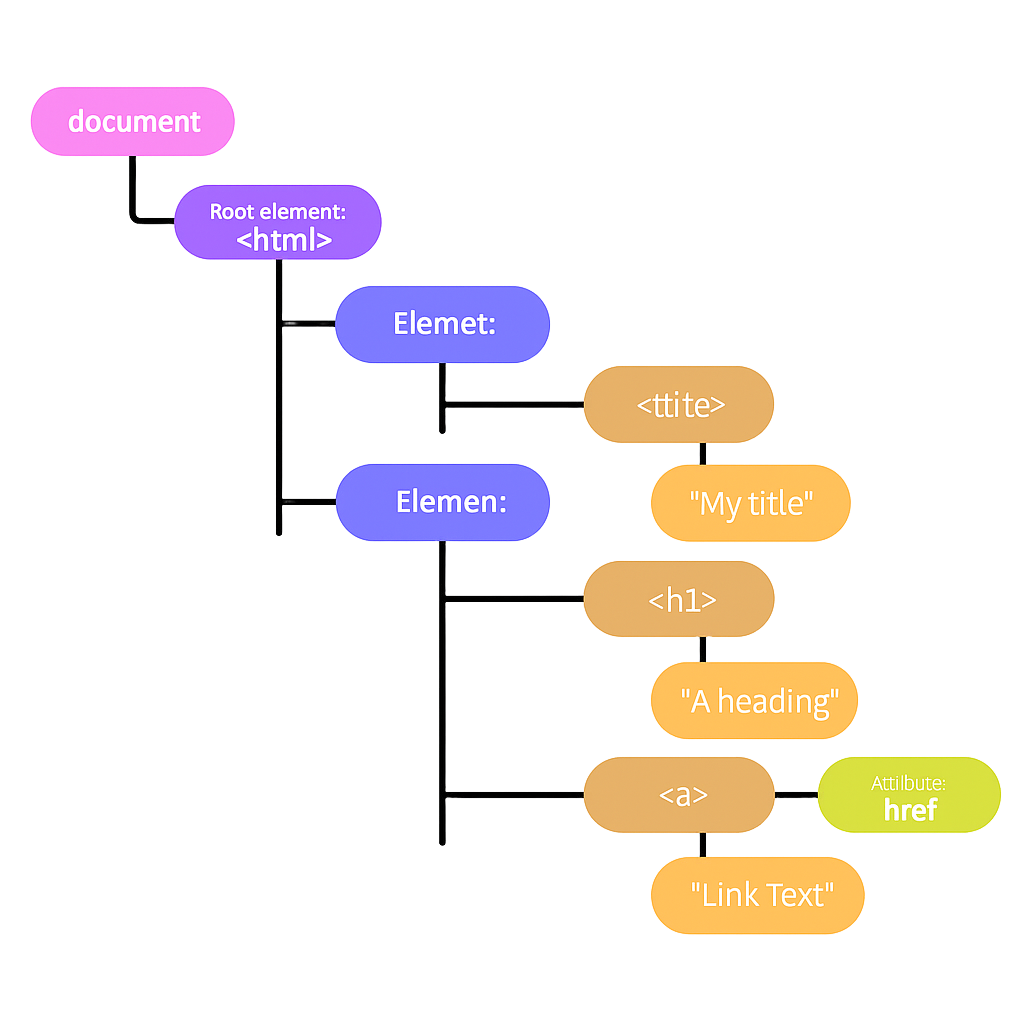 document
Root element:
<html>
Elemet:
<ttite>
"My title"
Elemen:
<h1>
"A heading"
<a>
Attilbute:
href
"Link Text"